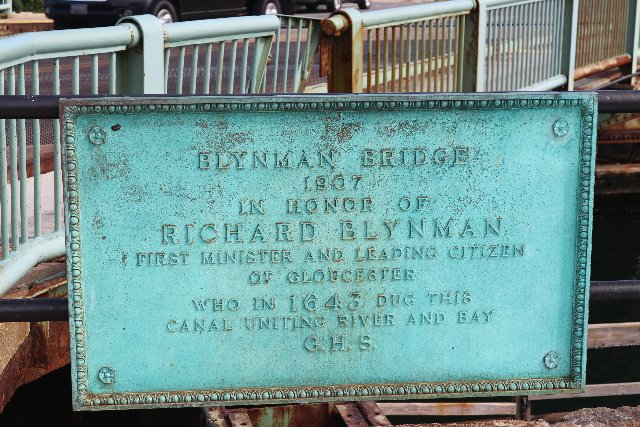 BLYNMAN BRIDGE
1907
IN HONOR OF
RICHARD BLYNMAN
FIRST MINISTER AND LEADING CITIZEN
OF GLOUCESTER
WHO IN 1643 DUG THIS
CANAL UNITING RIVER AND BAY
G.H.S.